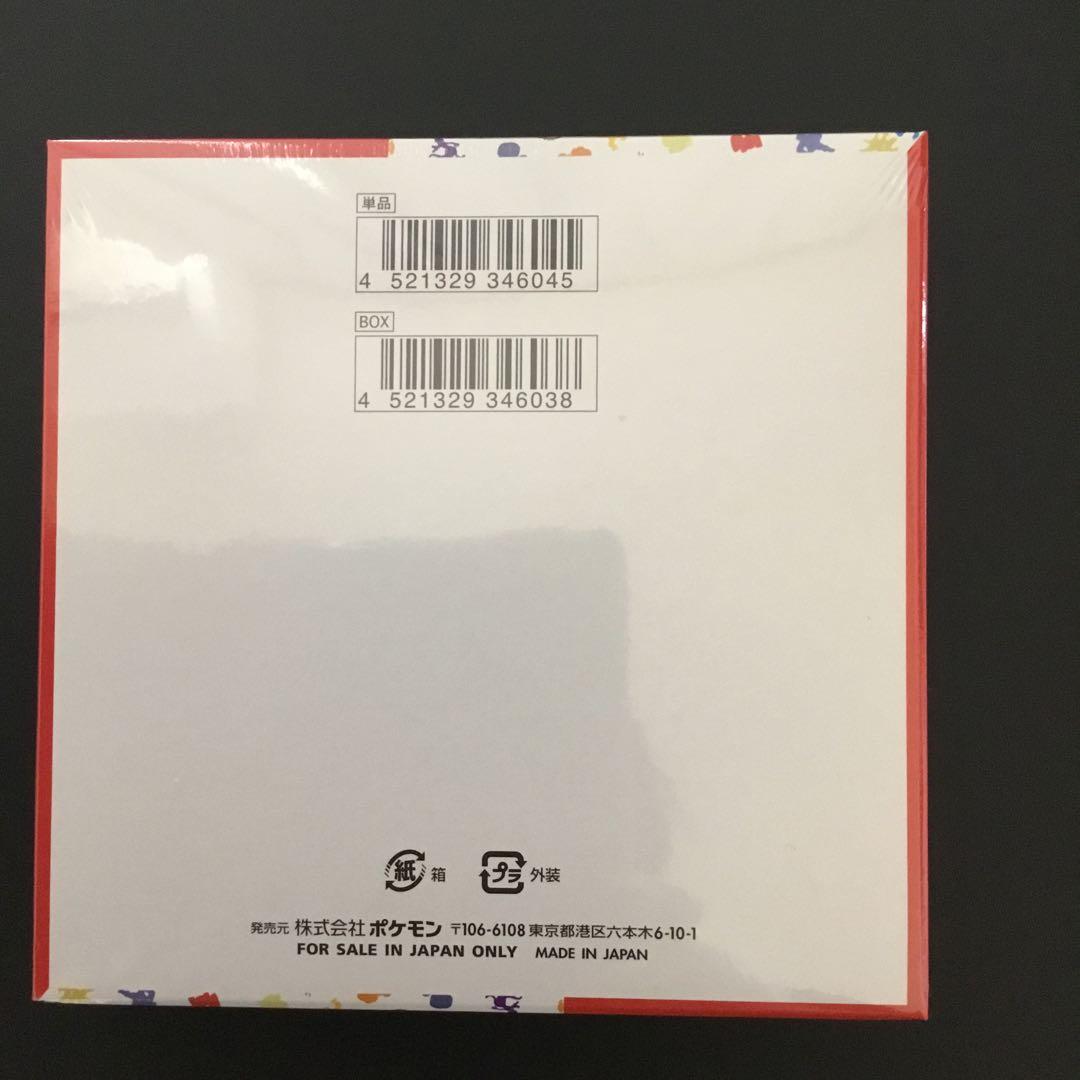 単品
4 521329 346045
BOX
4 521329 346038
紙 箱 プラ 外装
発売元 株式会社 ポケモン 〒106-6108 東京都港区六本木6-10-1
FOR SALE IN JAPAN ONLY MADE IN JAPAN